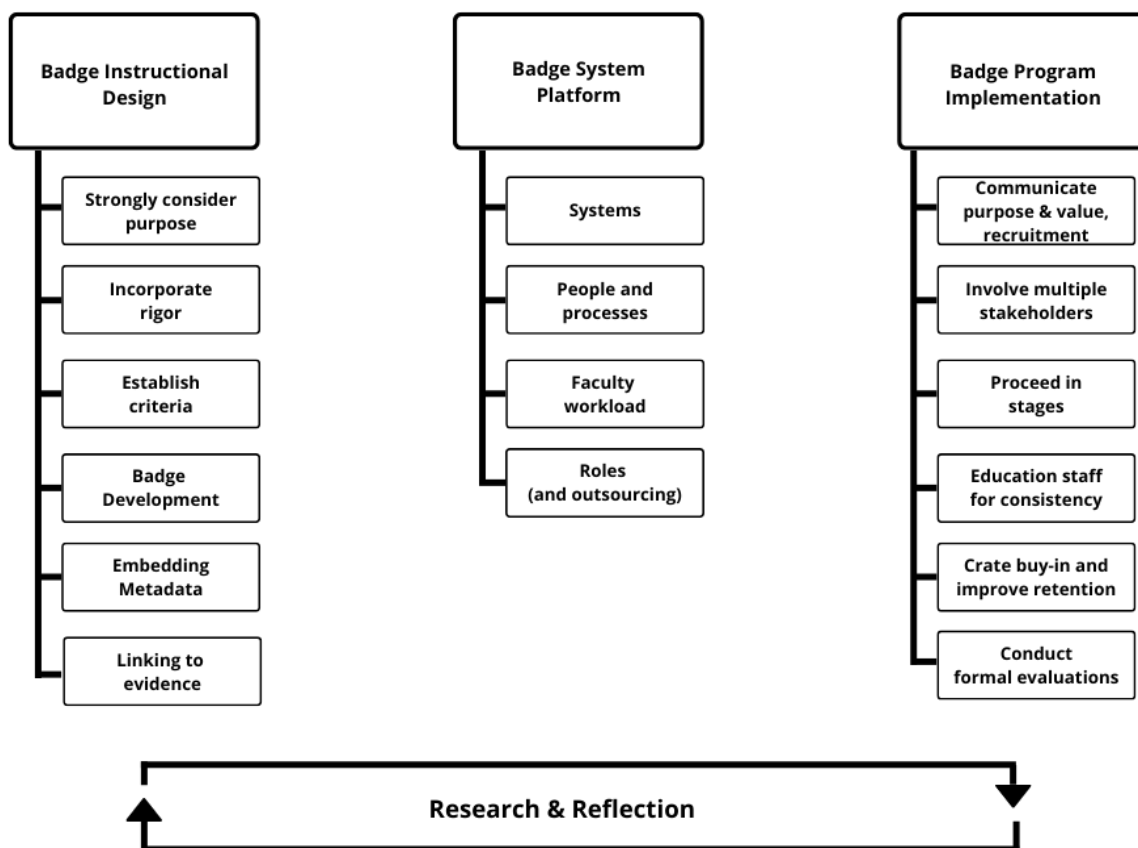 Badge Instructional
Design
Strongly consider
purpose
Incorporate
rigor
Establish
criteria
Badge
Development
Embedding
Metadata
Linking to
evidence
Badge System
Platform
Systems
People and
processes
Faculty
workload
Roles
(and outsourcing)
Badge Program
Implementation
Communicate
purpose & value,
recruitment
Involve multiple
stakeholders
Proceed in
stages
Education staff
for consistency
Crate buy-in and
improve retention
Conduct
formal evaluations
Research & Reflection